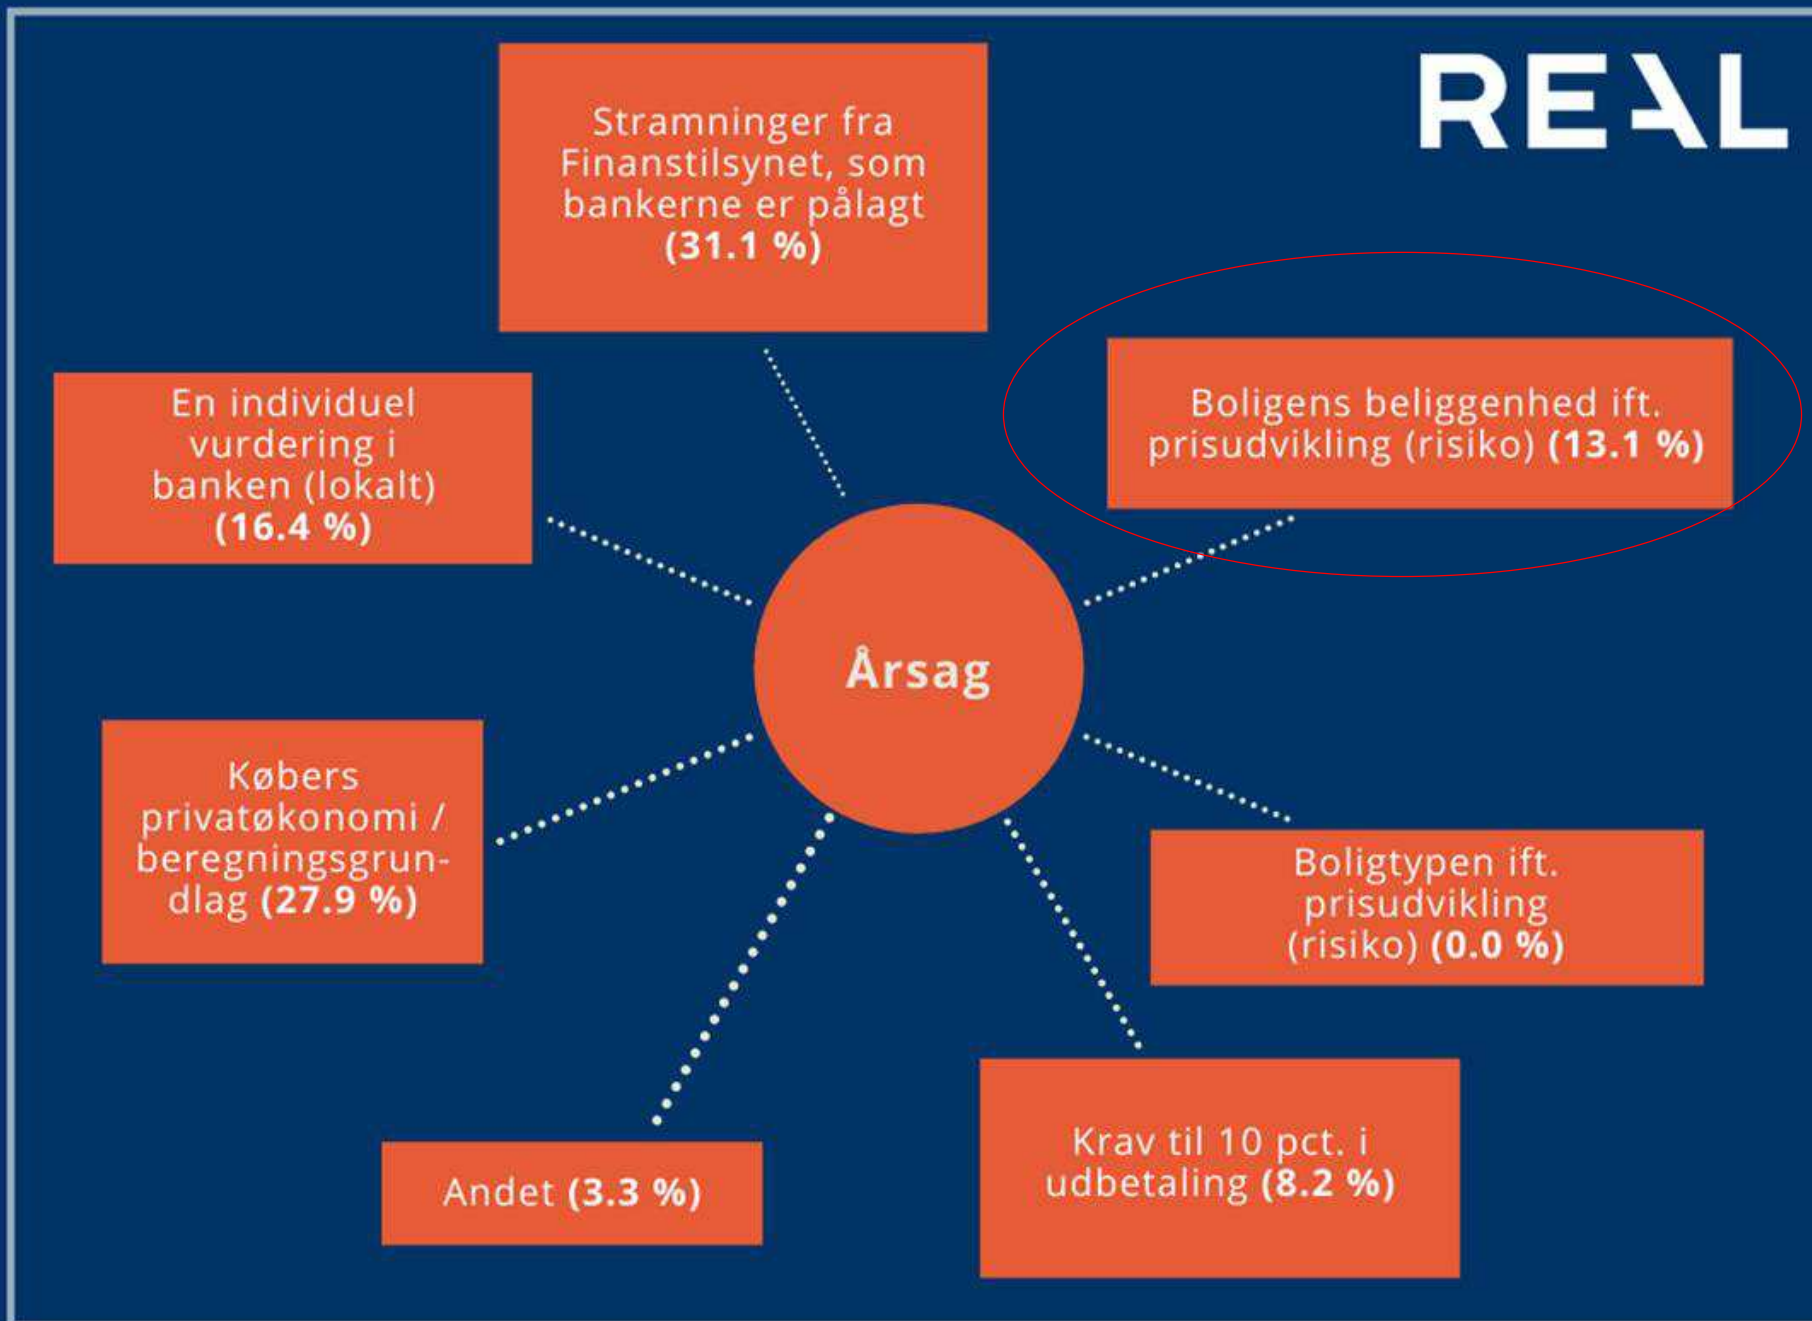 REAL
Stramninger fra
Finanstilsynet, som
bankerne er pålagt
(31.1 %)
Boligens beliggenhed ift.
prisudvikling (risiko) (13.1 %)
En individuel
vurdering i
banken (lokalt)
(16.4 %)
Årsag
Købers
privatøkonomi /
beregningsgrun-
dlag (27.9 %)
Boligtypen ift.
prisudvikling
(risiko) (0.0 %)
Krav til 10 pct. i
udbetaling (8.2 %)
Andet (3.3 %)